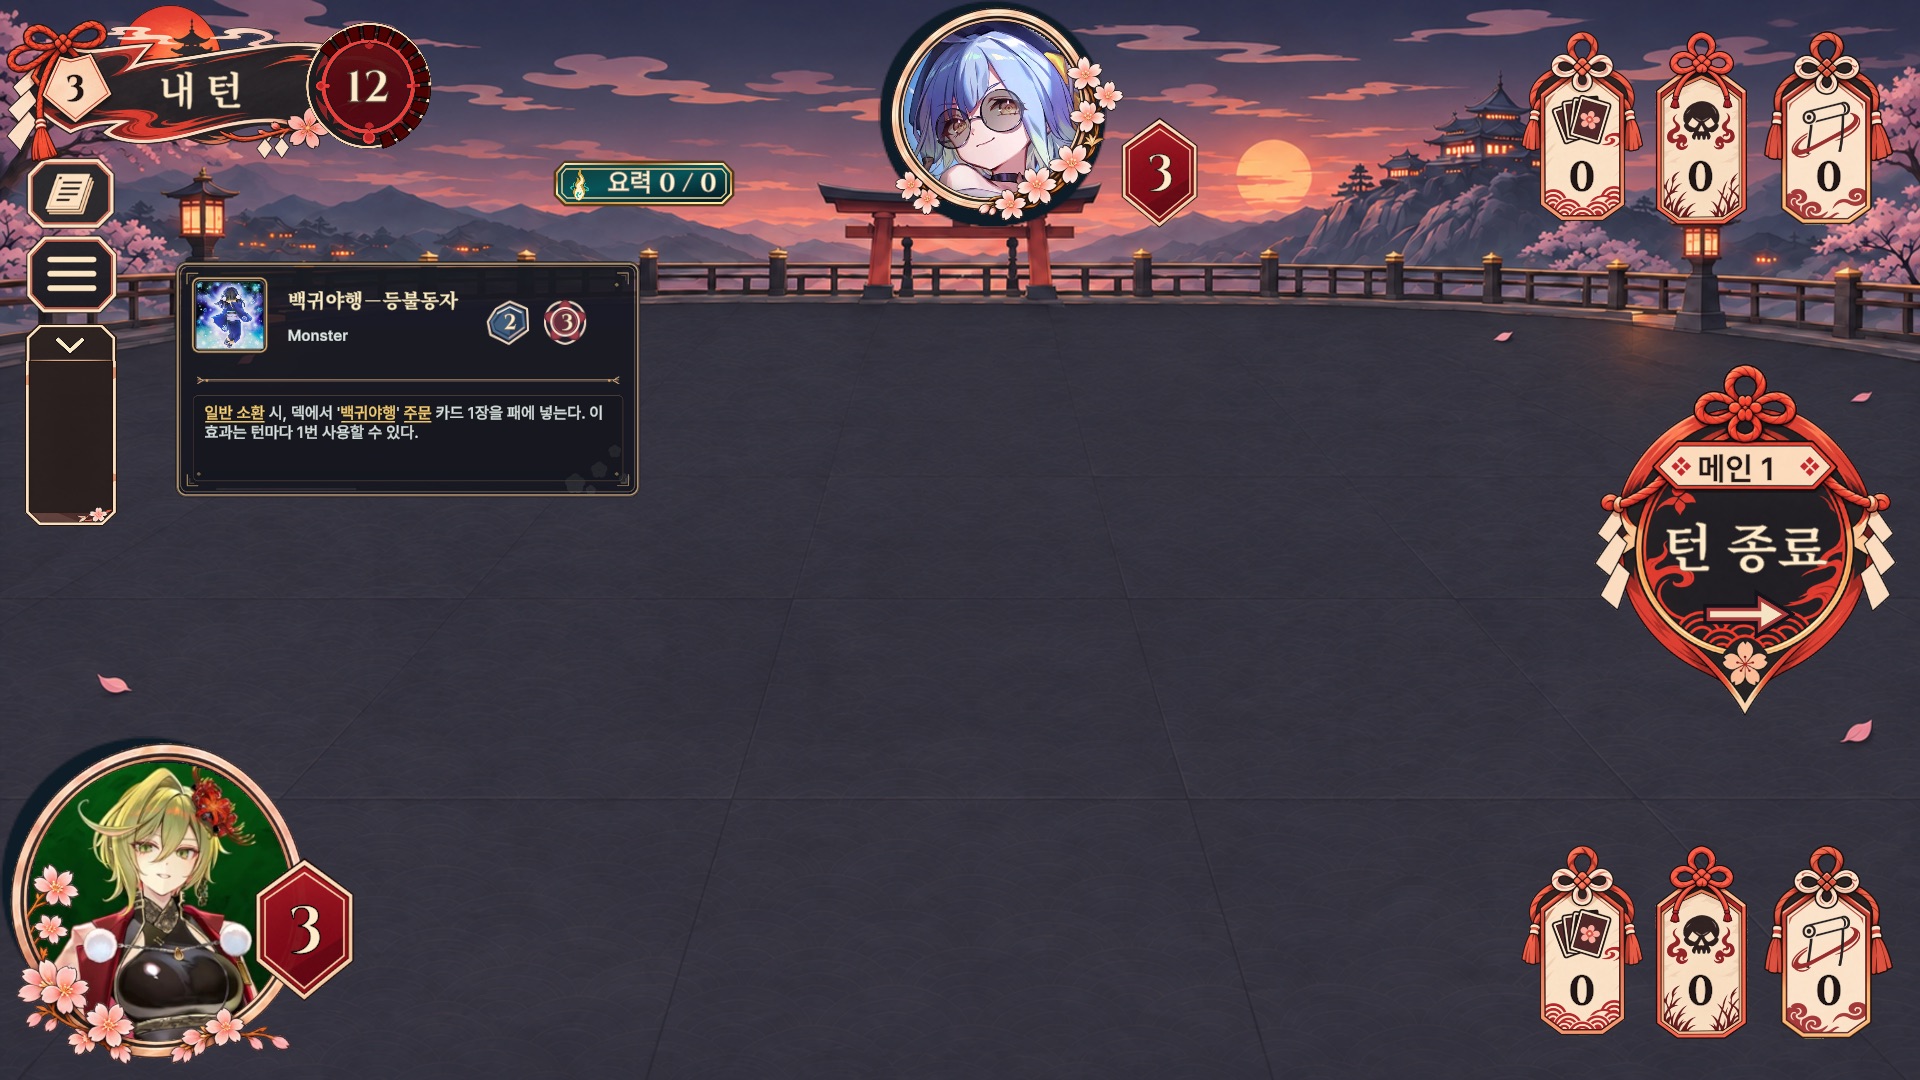 3
내 턴
12
요력 0 / 0
3
0
0
0
백귀야행—등불동자
Monster
2
3
일반 소환 시, 덱에서 '백귀야행' 주문 카드 1장을 패에 넣는다. 이
효과는 턴마다 1번 사용할 수 있다.
메인 1
턴 종료
3
0
0
0